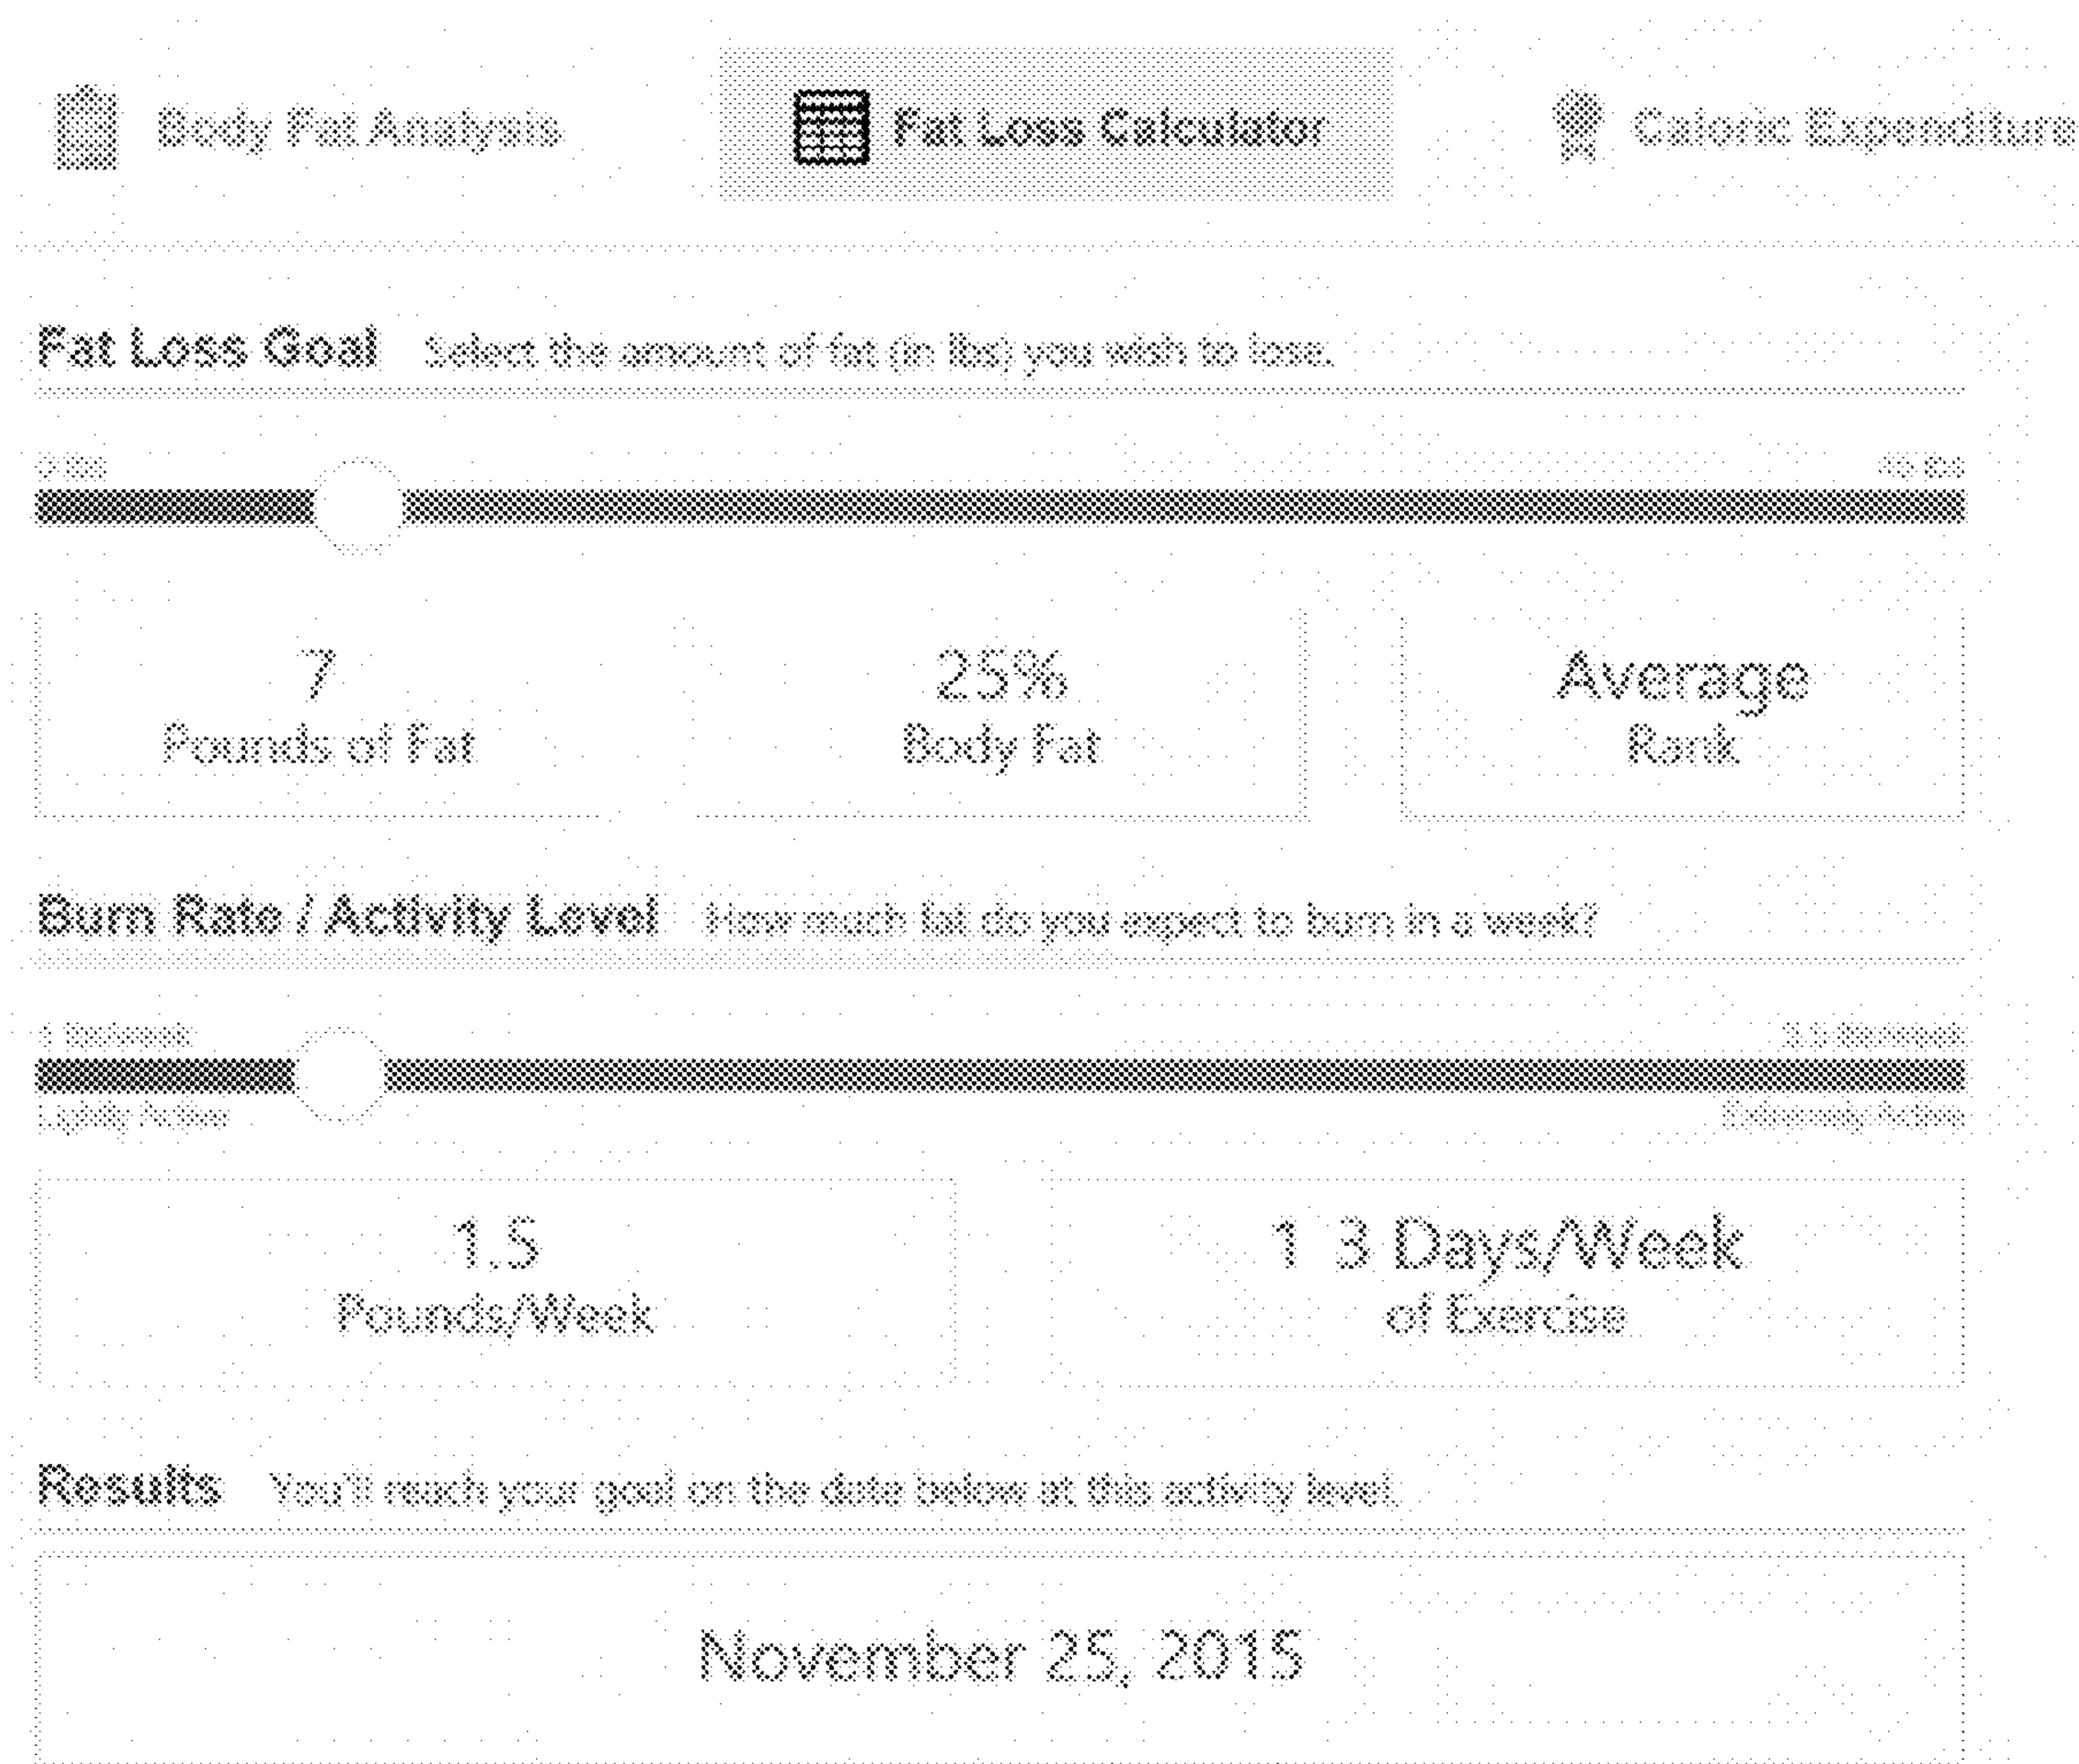 Body Fat Analysis
Fat Loss Calculator
Caloric Expenditure
Fat Loss Goal Select the amount of fat (in lbs) you wish to lose.
7
Pounds of Fat
25%
Body Fat
Average
Rank
Burn Rate / Activity Level How much fat do you expect to burn in a week?
Lightly Active
Extremely Active
1.5
Pounds/Week
1 3 Days/Week
of Exercise
Results You'll reach your goal on the date below at this activity level.
November 25, 2015